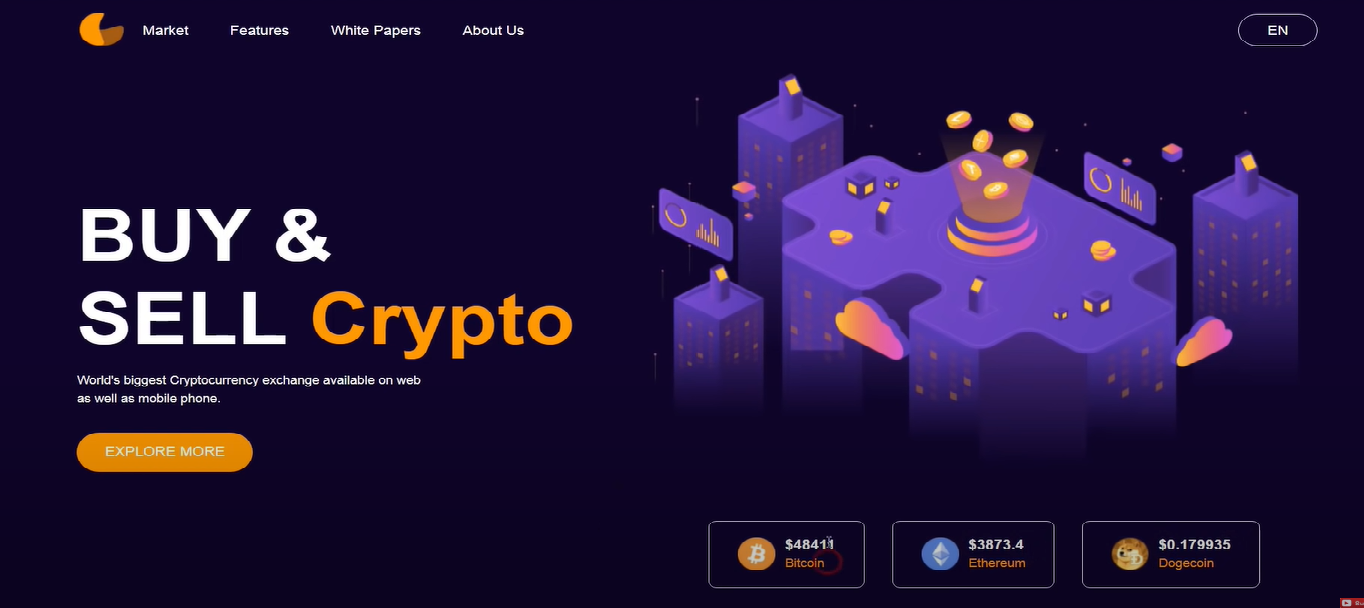 Market Features White Papers About Us EN
BUY &
SELL Crypto
World's biggest Cryptocurrency exchange available on web
as well as mobile phone.
EXPLORE MORE
$48411 $3873.4 $0.179935
Bitcoin Ethereum Dogecoin